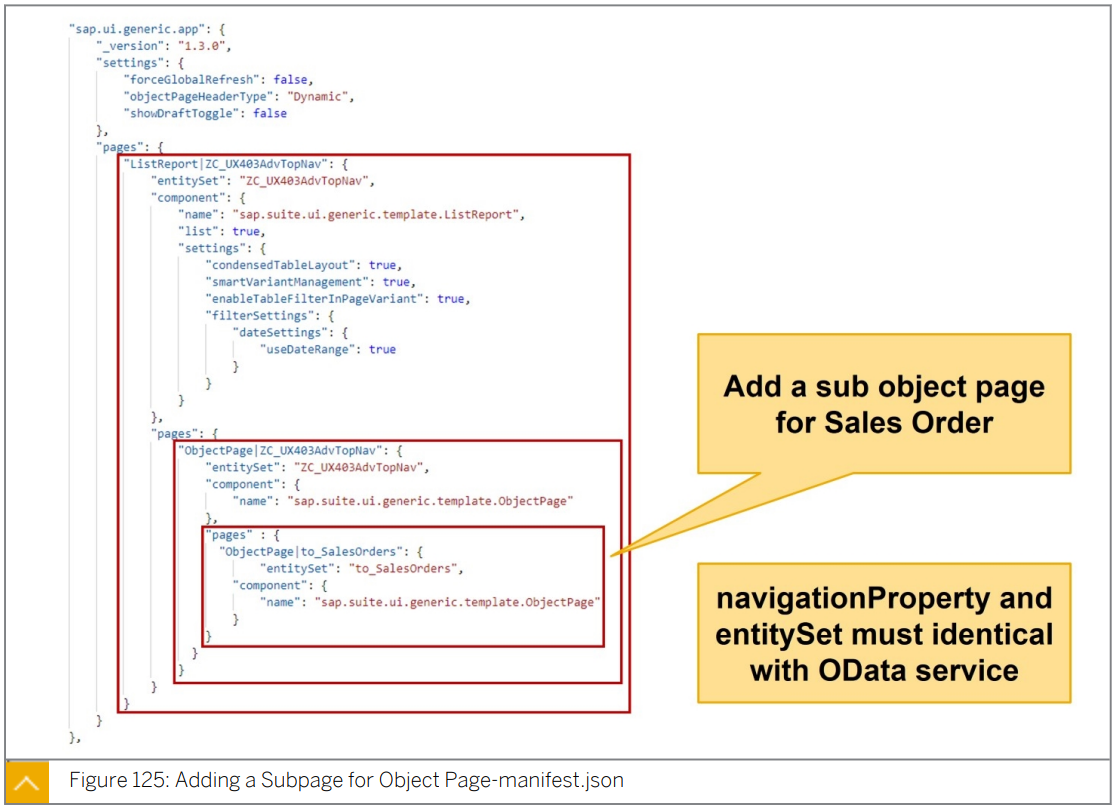 "sap.ui.generic.app": {
"_version": "1.3.0",
"settings": {
"forceGlobalRefresh": false,
"objectPageHeaderType": "Dynamic",
"showDraftToggle": false
},
"pages": {
"ListReport|ZC_UX403AdvTopNav": {
"entitySet": "ZC_UX403AdvTopNav",
"component": {
"name": "sap.suite.ui.generic.template.ListReport",
"list": true,
"settings": {
"condensedTableLayout": true,
"smartVariantManagement": true,
"enableTableFilterInPageVariant": true,
"filterSettings": {
"dateSettings": {
"useDateRange": true
}
}
}
},
"pages": {
"ObjectPage|ZC_UX403AdvTopNav": {
"entitySet": "ZC_UX403AdvTopNav",
"component": {
"name": "sap.suite.ui.generic.template.ObjectPage"
},
"pages" : {
"ObjectPage|to_SalesOrders": {
"entitySet": "to_SalesOrders",
"component": {
"name": "sap.suite.ui.generic.template.ObjectPage"
}
}
}
}
}
}
}
},
Add a sub object page
for Sales Order
navigationProperty and
entitySet must identical
with OData service
Figure 125: Adding a Subpage for Object Page-manifest.json